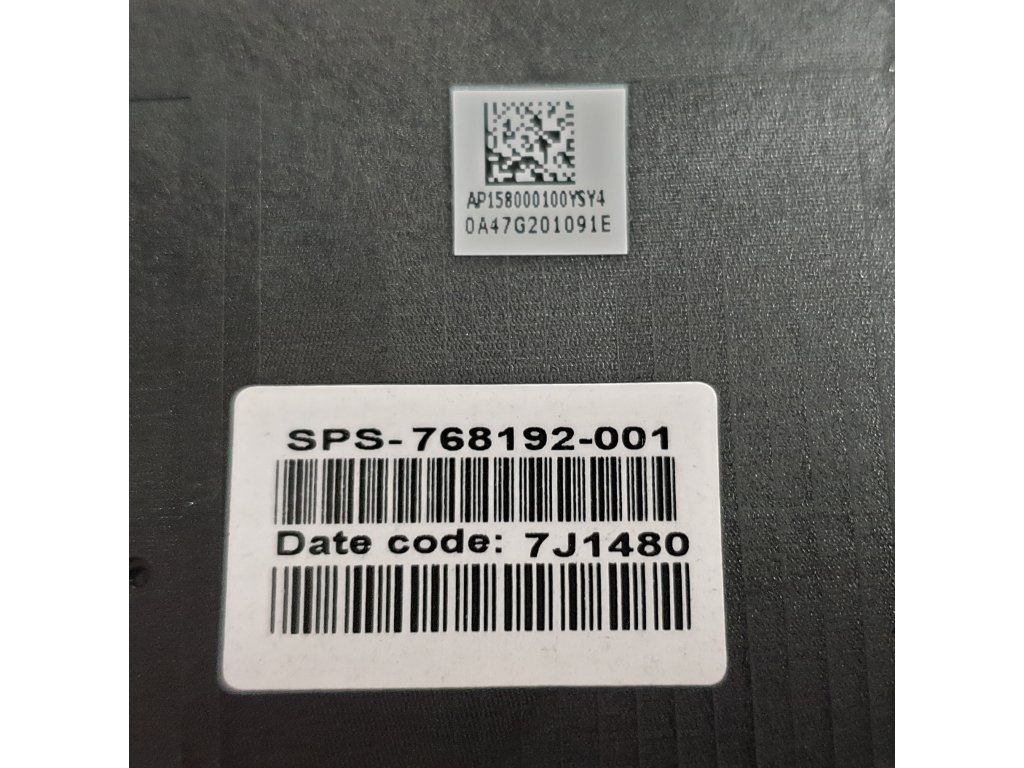 AP158000100YSY4
0A47G201091E
SPS-768192-001
Date code: 7J1480